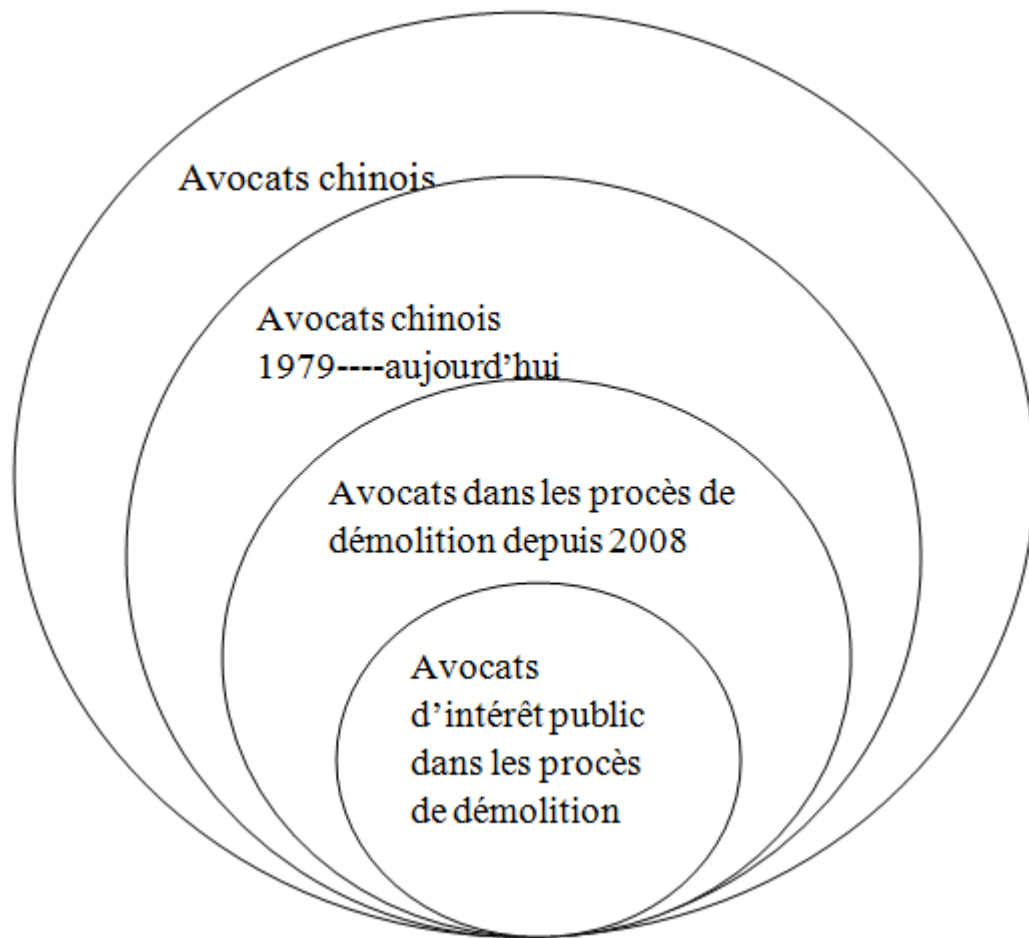 Avocats chinois
Avocats chinois
1979----aujourd’hui
Avocats dans les procès de
démolition depuis 2008
Avocats
d’intérêt public
dans les procès
de démolition